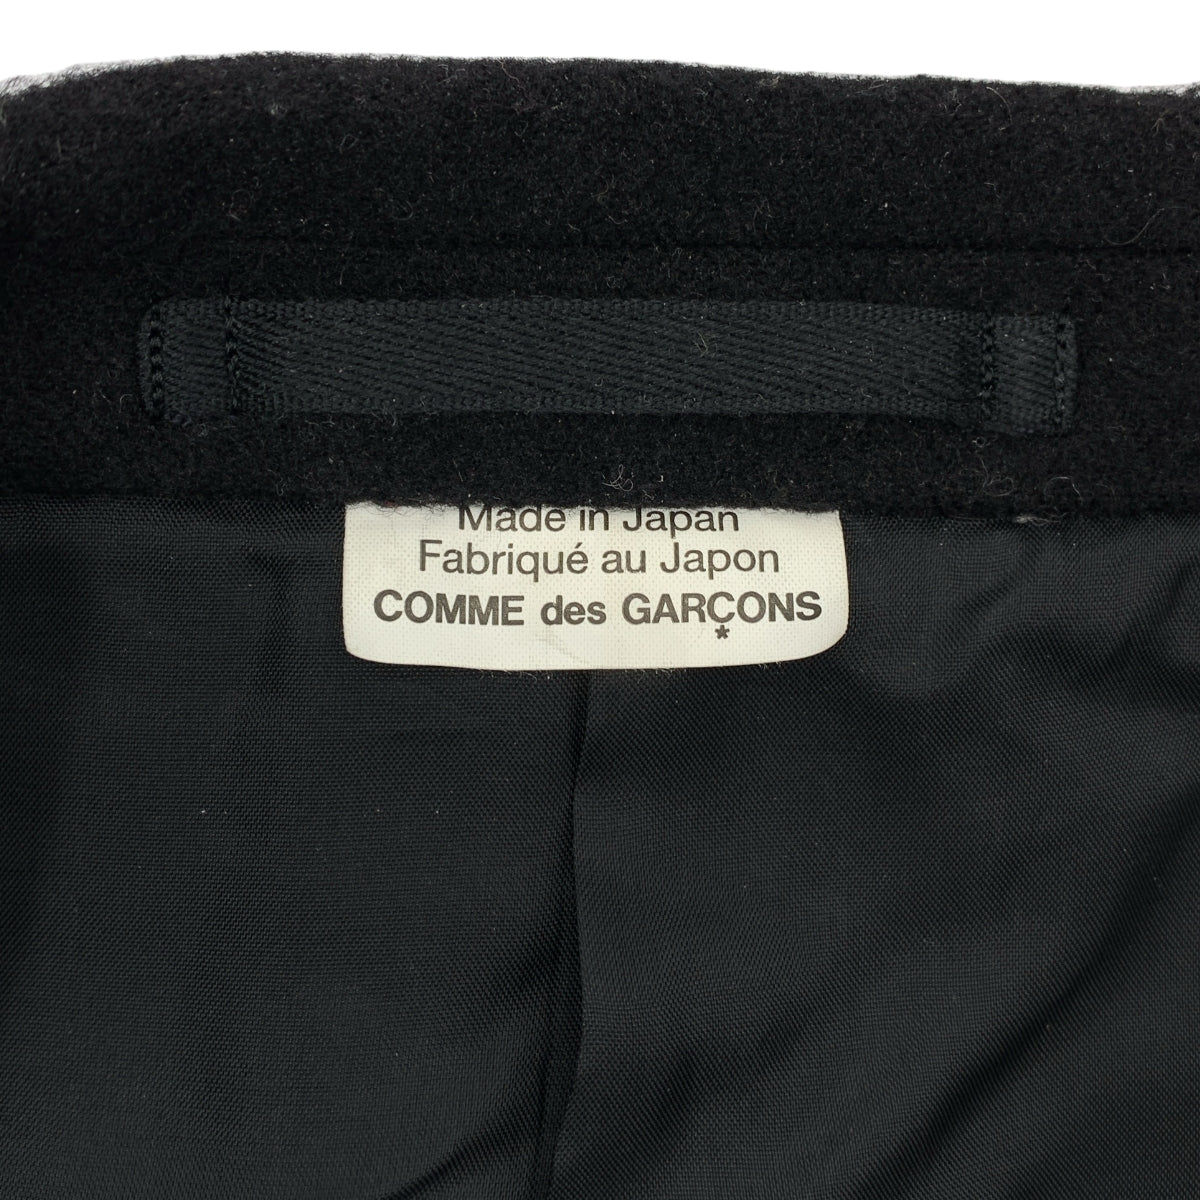 Made in Japan
Fabriqué au Japon
COMME des GARÇONS
*